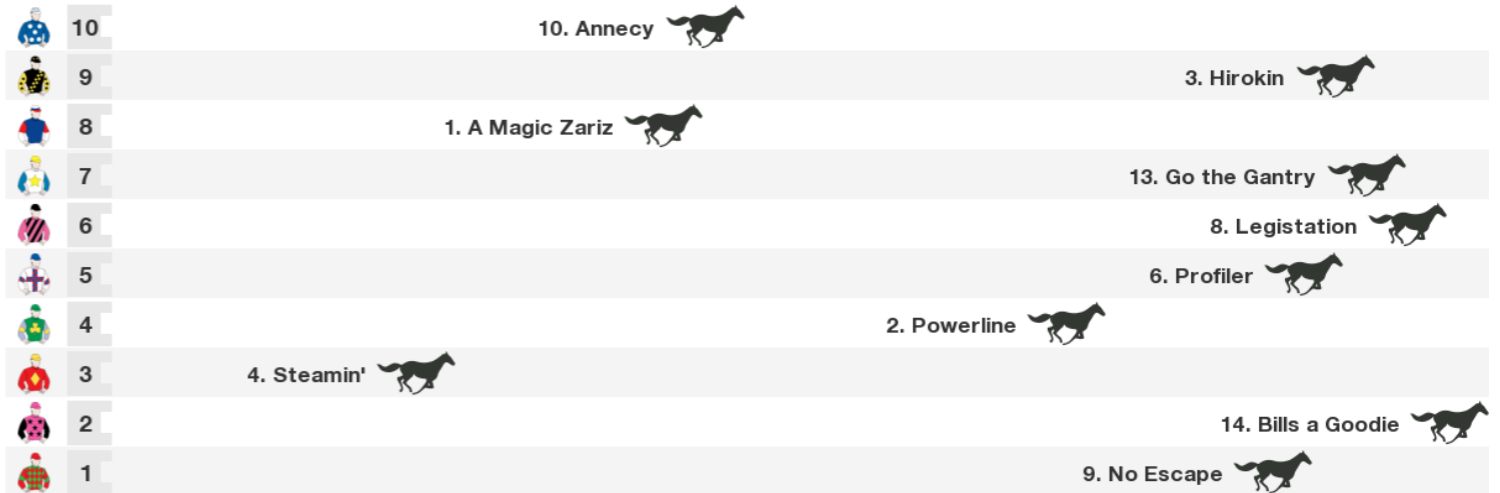 10 10. Annecy
9 3. Hirokin
8 1. A Magic Zariz
7 13. Go the Gantry
6 8. Legistation
5 6. Profiler
4 2. Powerline
3 4. Steamin'
2 14. Bills a Goodie
1 9. No Escape